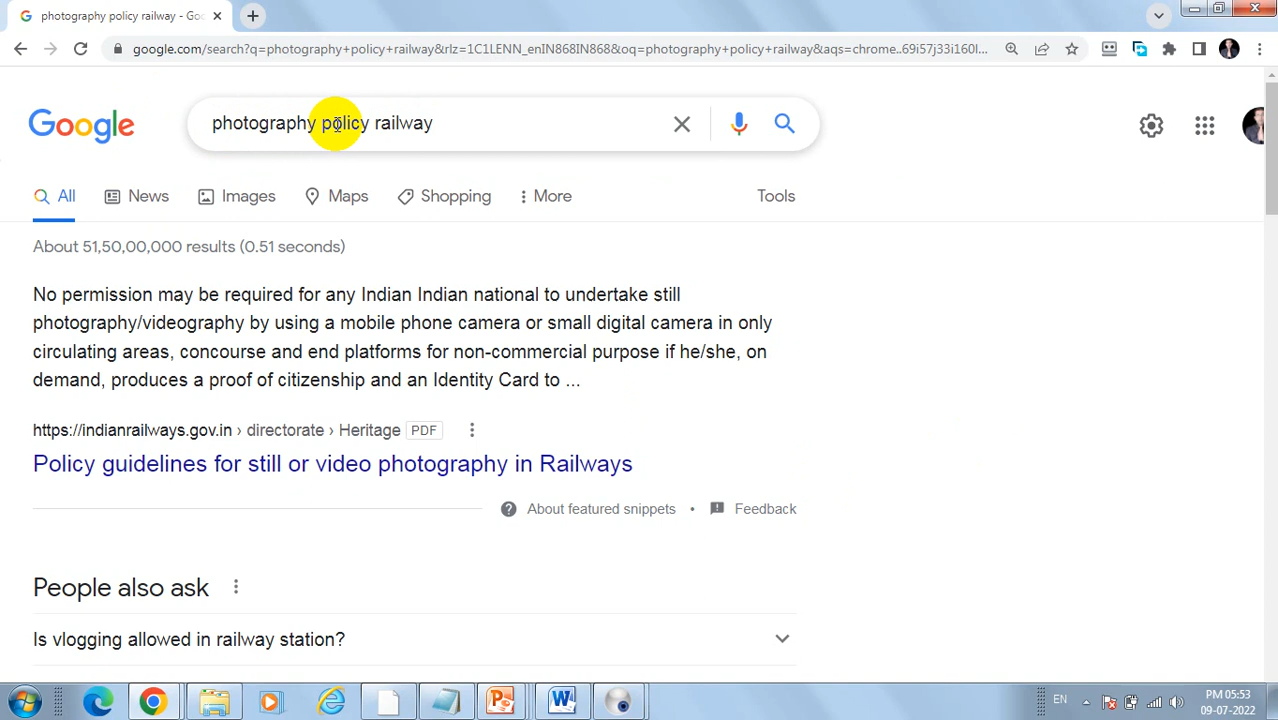 photography policy railway - Goo
google.com/search?q=photography+policy+railway&rlz=1C1LENN_enIN868IN868&oq=photography+policy+railway&aqs=chrome..69i57j33i160l...
Google
photography policy railway
All News Images Maps Shopping More Tools
About 51,50,00,000 results (0.51 seconds)
No permission may be required for any Indian Indian national to undertake still
photography/videography by using a mobile phone camera or small digital camera in only
circulating areas, concourse and end platforms for non-commercial purpose if he/she, on
demand, produces a proof of citizenship and an Identity Card to ...
https://indianrailways.gov.in › directorate › Heritage PDF
Policy guidelines for still or video photography in Railways
About featured snippets • Feedback
People also ask
Is vlogging allowed in railway station?
EN
PM 05:53
09-07-2022